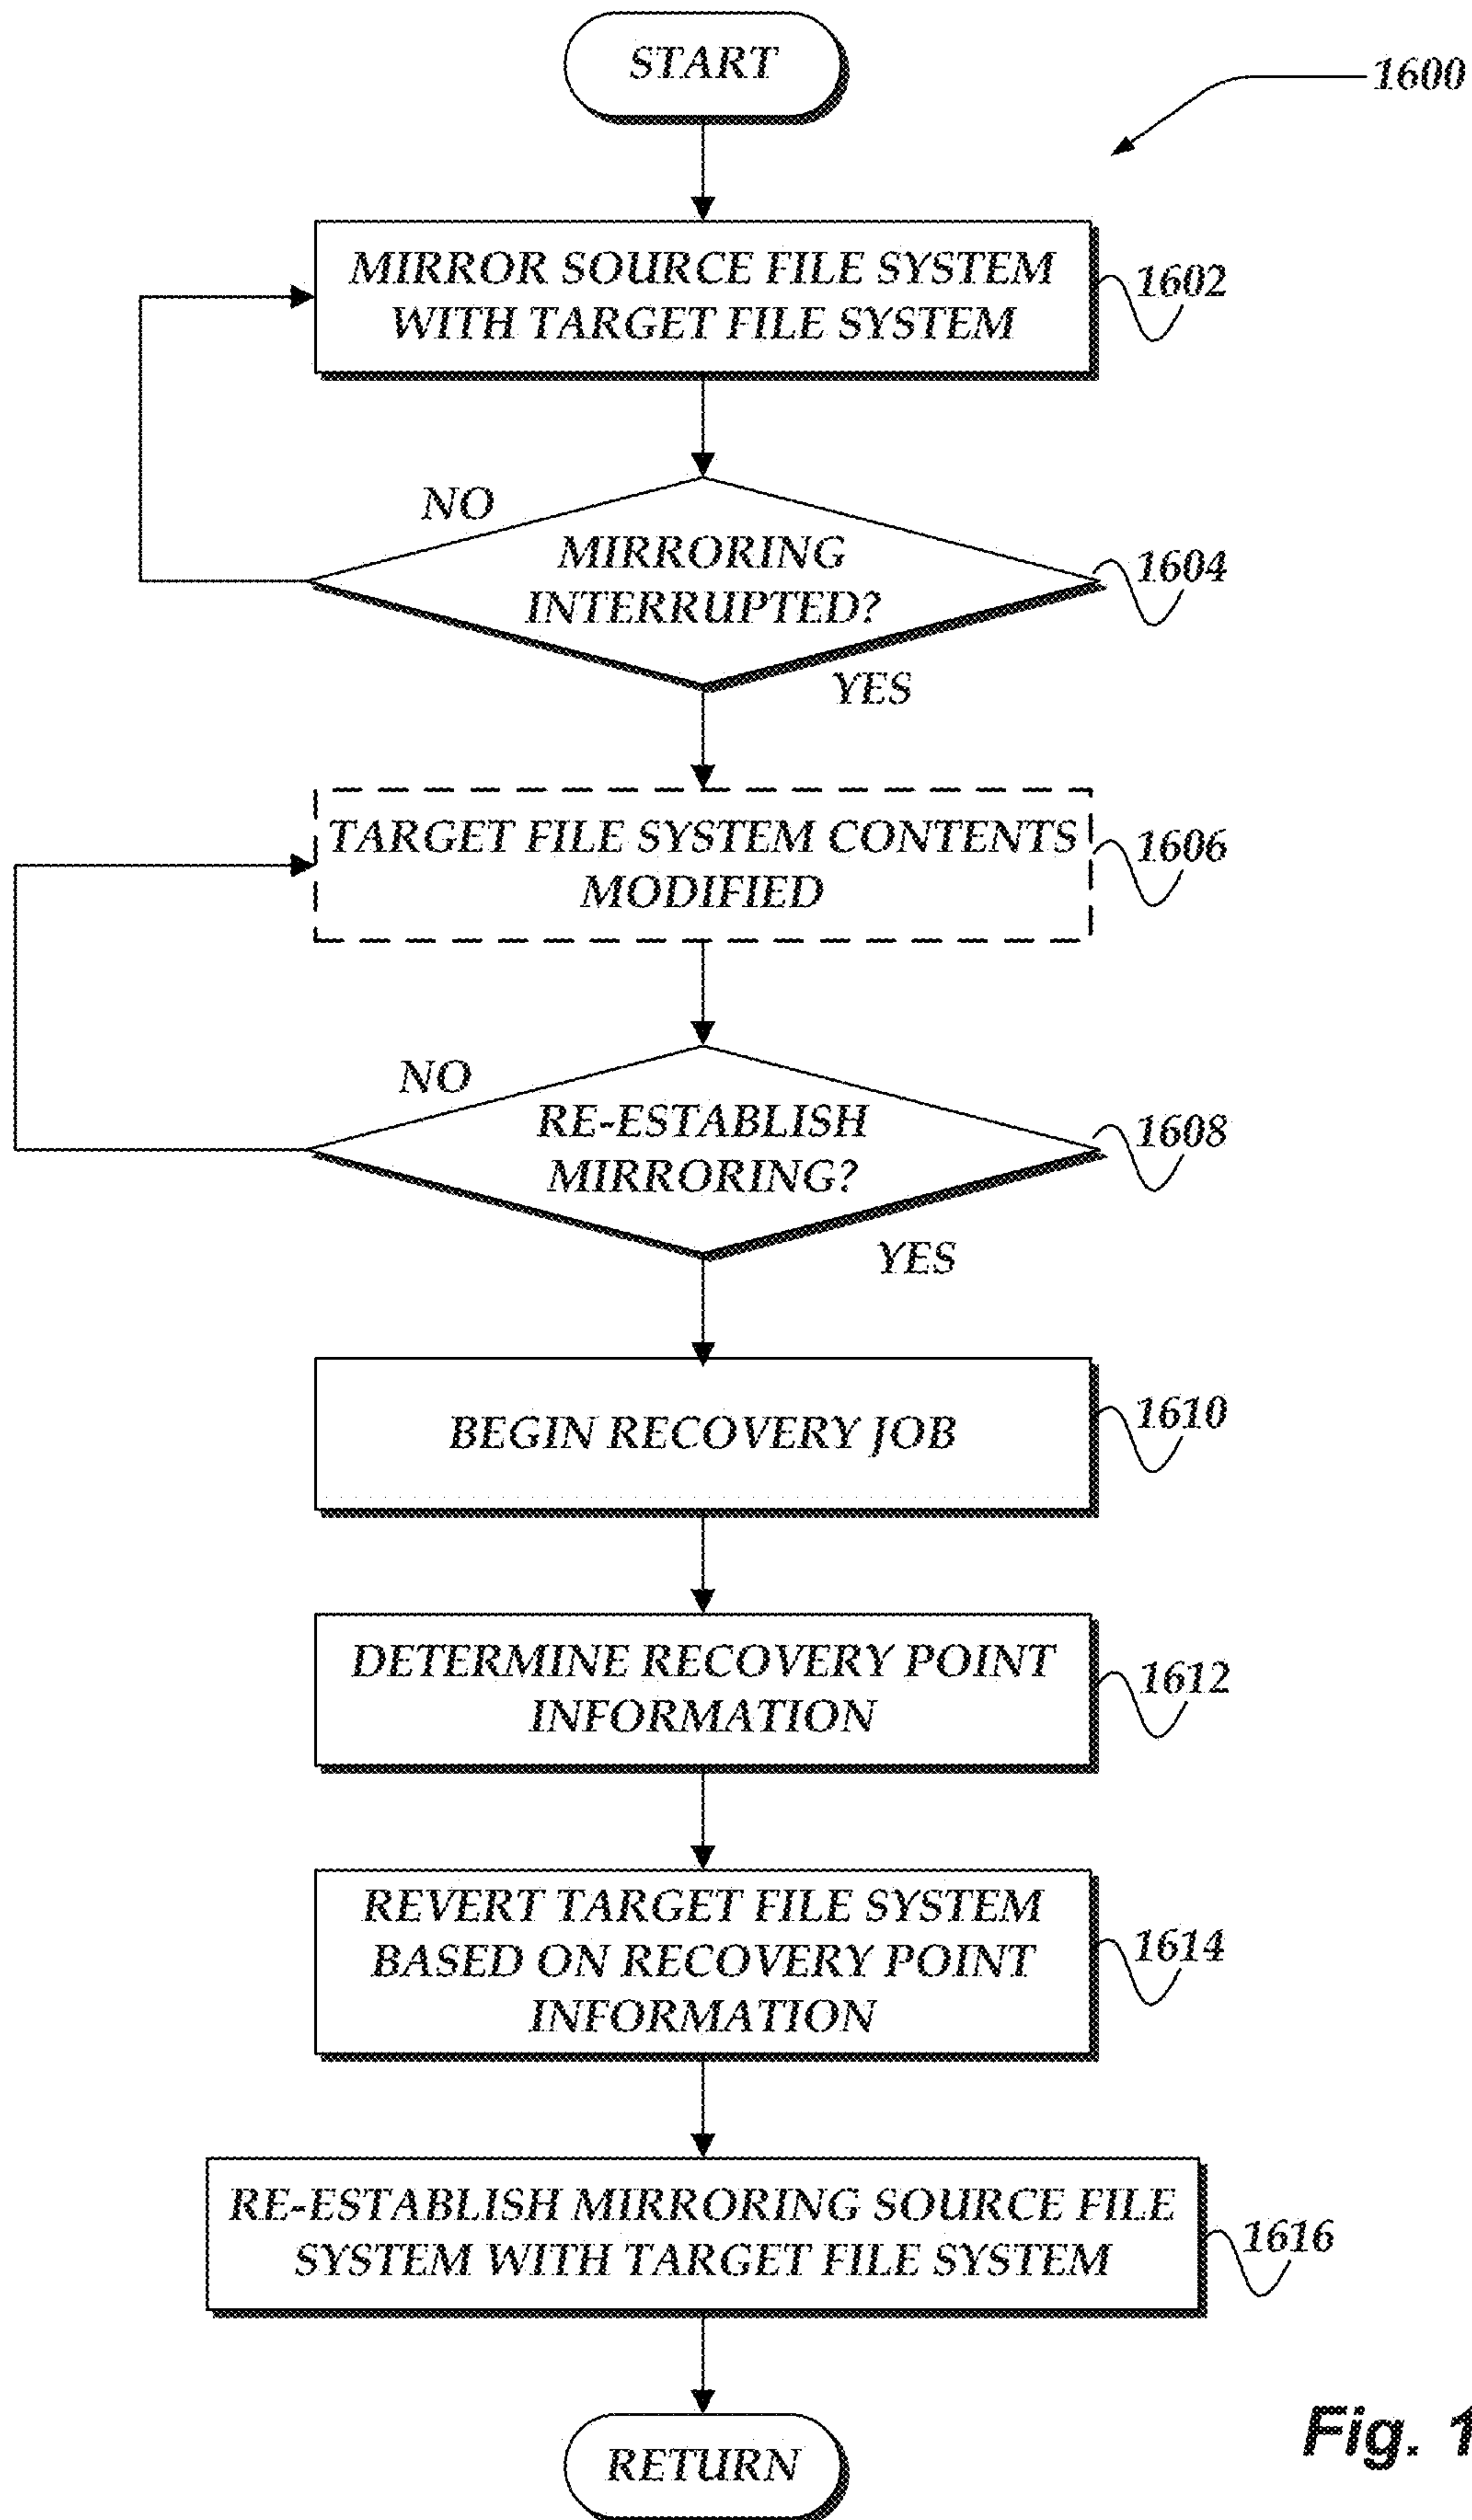 START
1600
MIRROR SOURCE FILE SYSTEM
WITH TARGET FILE SYSTEM
1602
NO
MIRRORING
INTERRUPTED?
1604
YES
TARGET FILE SYSTEM CONTENTS
MODIFIED
1606
NO
RE-ESTABLISH
MIRRORING?
1608
YES
BEGIN RECOVERY JOB
1610
DETERMINE RECOVERY POINT
INFORMATION
1612
REVERT TARGET FILE SYSTEM
BASED ON RECOVERY POINT
INFORMATION
1614
RE-ESTABLISH MIRRORING SOURCE FILE
SYSTEM WITH TARGET FILE SYSTEM
1616
RETURN
Fig. 1